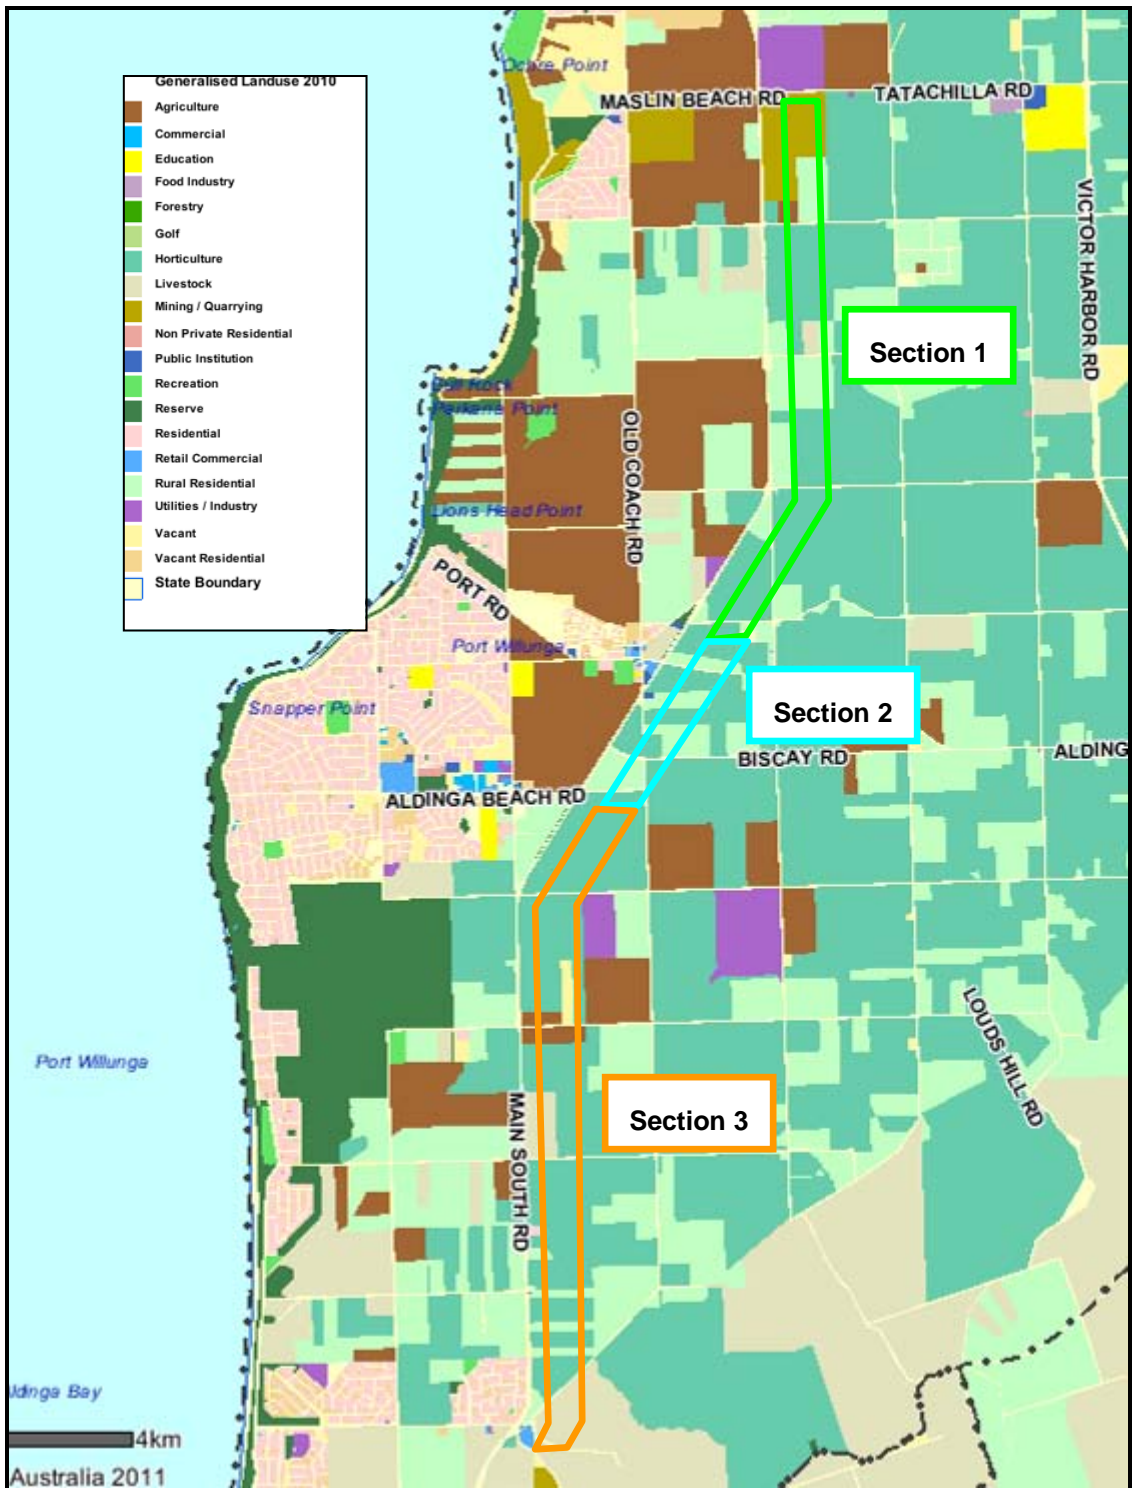 Generalised Landuse 2010
Agriculture
Commercial
Education
Food Industry
Forestry
Golf
Horticulture
Livestock
Mining / Quarrying
Non Private Residential
Public Institution
Recreation
Reserve
Residential
Retail Commercial
Rural Residential
Utilities / Industry
Vacant
Vacant Residential
State Boundary
Ochre Point
MASLIN BEACH RD
TATACHILLA RD
VICTOR HARBOR RD
Section 1
Gull Rock
Point
OLD COACH RD
Lions Head Point
PORT RD
Port Willunga
Snapper Point
Section 2
BISCAY RD
ALDING
ALDINGA BEACH RD
LOUDS HILL RD
Port Willunga
MAIN SOUTH RD
Section 3
ldinga Bay
4km
Australia 2011